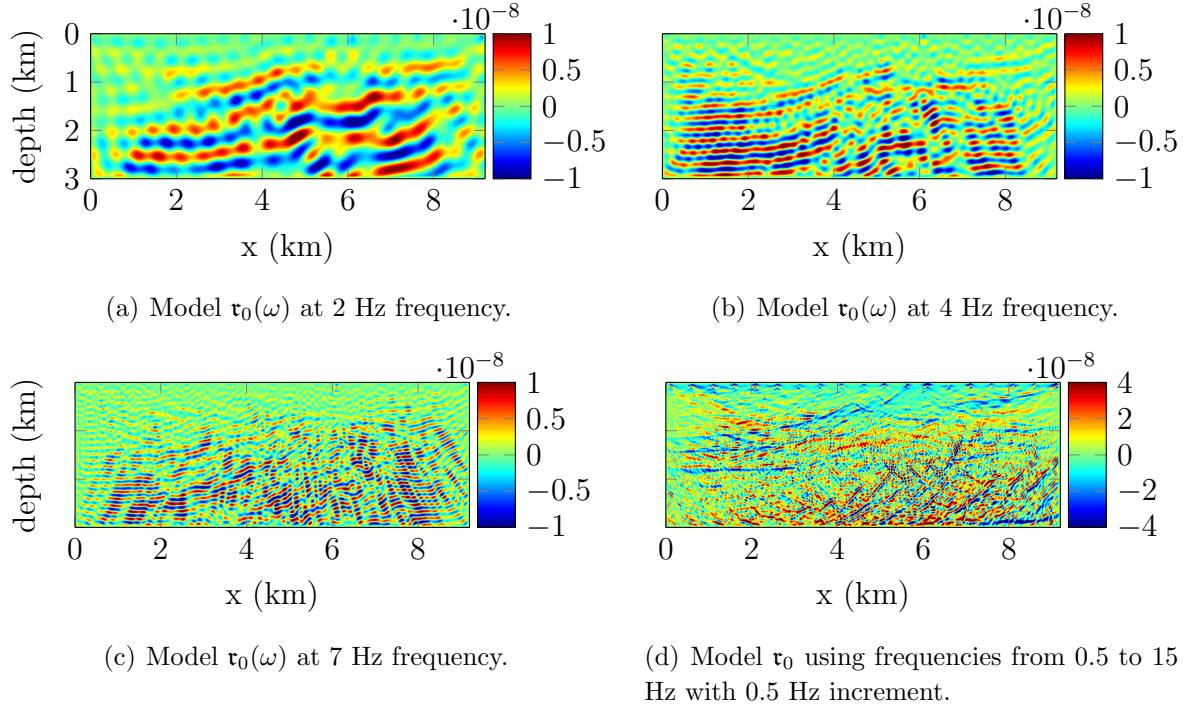 ·10⁻⁸
0
1
2
3
depth (km)
0 2 4 6 8
x (km)
1
0.5
0
−0.5
−1
(a) Model 𝔯₀(ω) at 2 Hz frequency.
·10⁻⁸
0 2 4 6 8
x (km)
1
0.5
0
−0.5
−1
(b) Model 𝔯₀(ω) at 4 Hz frequency.
·10⁻⁸
depth (km)
0 2 4 6 8
x (km)
1
0.5
0
−0.5
−1
(c) Model 𝔯₀(ω) at 7 Hz frequency.
·10⁻⁸
0 2 4 6 8
x (km)
4
2
0
−2
−4
(d) Model 𝔯₀ using frequencies from 0.5 to 15
Hz with 0.5 Hz increment.